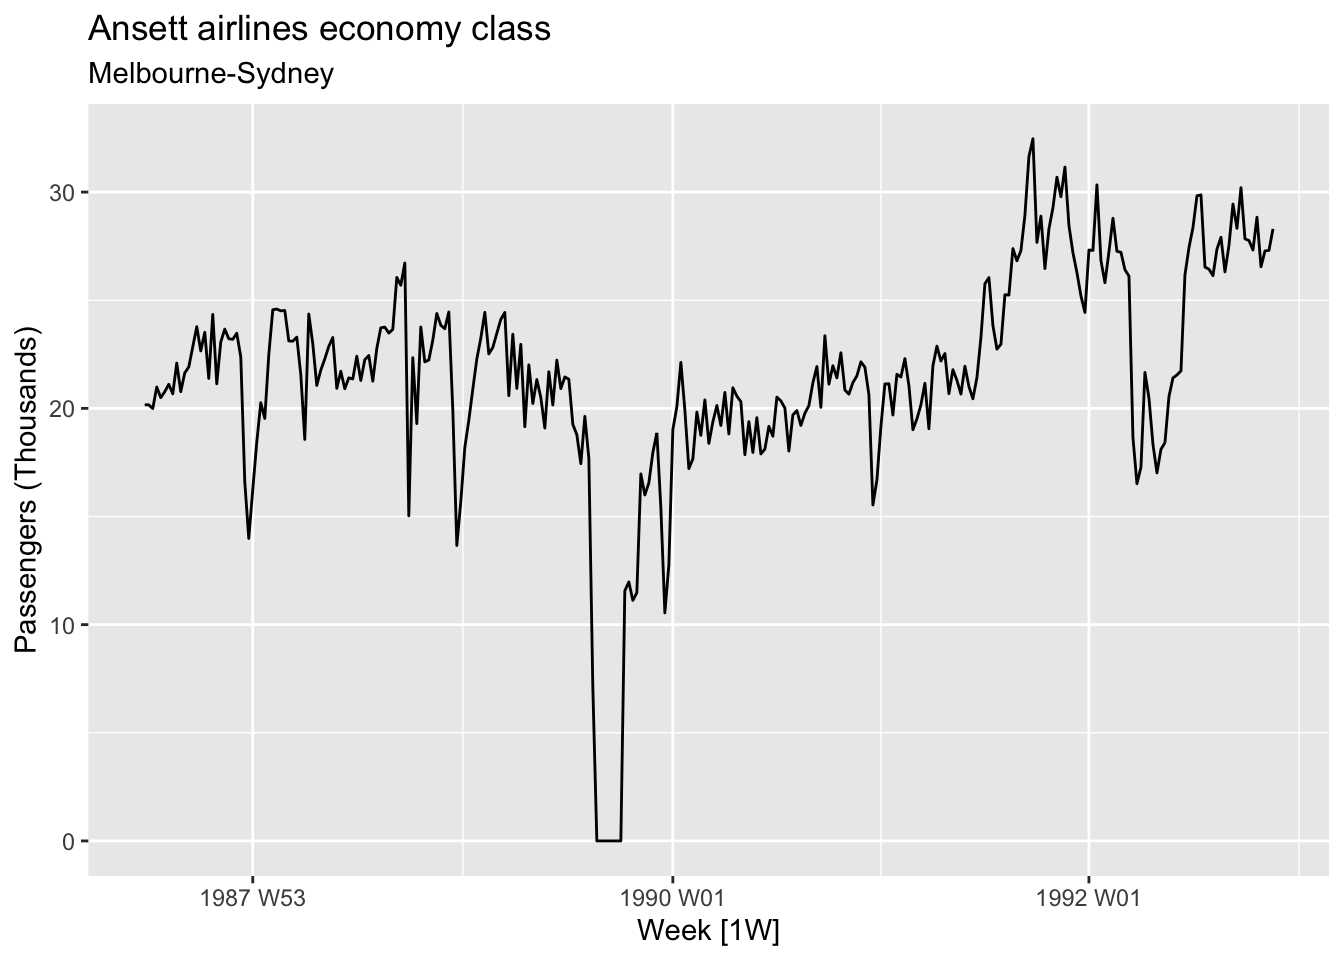 Ansett airlines economy class
Melbourne-Sydney
Passengers (Thousands)
30
20
10
0
1987 W53
1990 W01
1992 W01
Week [1W]